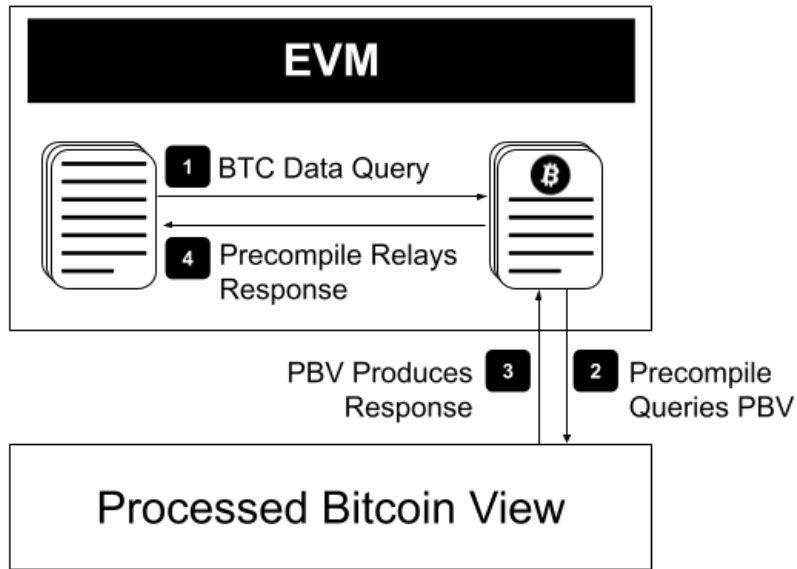 EVM
1 BTC Data Query
4 Precompile Relays
Response
PBV Produces
Response
3
2 Precompile
Queries PBV
Processed Bitcoin View